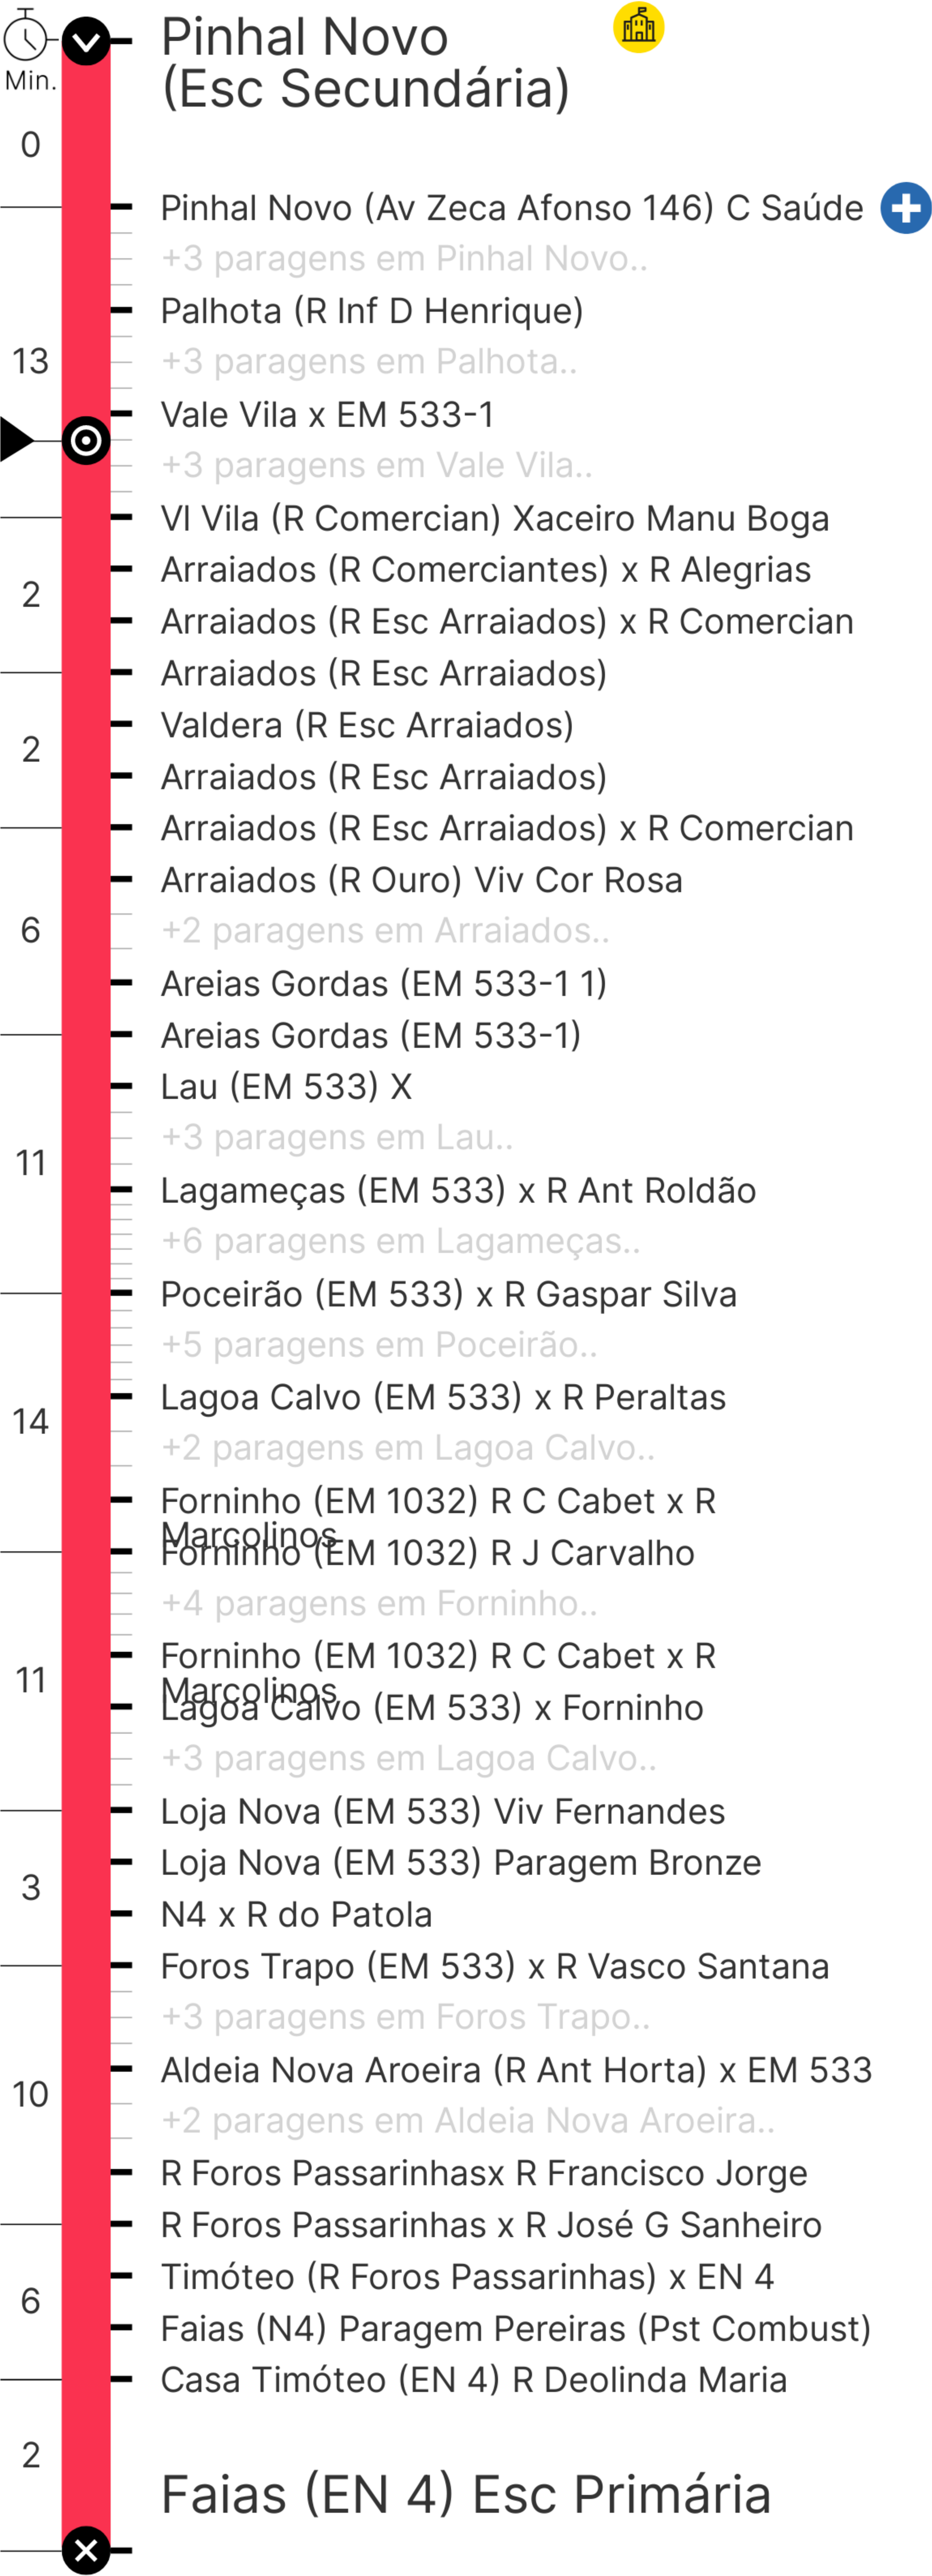 Pinhal Novo
(Esc Secundária)
Min.
0
Pinhal Novo (Av Zeca Afonso 146) C Saúde
+3 paragens em Pinhal Novo..
Palhota (R Inf D Henrique)
13
+3 paragens em Palhota..
Vale Vila x EM 533-1
+3 paragens em Vale Vila..
Vl Vila (R Comercian) Xaceiro Manu Boga
Arraiados (R Comerciantes) x R Alegrias
2
Arraiados (R Esc Arraiados) x R Comercian
Arraiados (R Esc Arraiados)
Valdera (R Esc Arraiados)
2
Arraiados (R Esc Arraiados)
Arraiados (R Esc Arraiados) x R Comercian
Arraiados (R Ouro) Viv Cor Rosa
6
+2 paragens em Arraiados..
Areias Gordas (EM 533-1 1)
Areias Gordas (EM 533-1)
Lau (EM 533) X
+3 paragens em Lau..
11
Lagameças (EM 533) x R Ant Roldão
+6 paragens em Lagameças..
Poceirão (EM 533) x R Gaspar Silva
+5 paragens em Poceirão..
Lagoa Calvo (EM 533) x R Peraltas
14
+2 paragens em Lagoa Calvo..
Forninho (EM 1032) R C Cabet x R
Marcolinos
Forninho (EM 1032) R J Carvalho
+4 paragens em Forninho..
Forninho (EM 1032) R C Cabet x R
11
Marcolinos
Lagoa Calvo (EM 533) x Forninho
+3 paragens em Lagoa Calvo..
Loja Nova (EM 533) Viv Fernandes
Loja Nova (EM 533) Paragem Bronze
3
N4 x R do Patola
Foros Trapo (EM 533) x R Vasco Santana
+3 paragens em Foros Trapo..
Aldeia Nova Aroeira (R Ant Horta) x EM 533
10
+2 paragens em Aldeia Nova Aroeira..
R Foros Passarinhasx R Francisco Jorge
R Foros Passarinhas x R José G Sanheiro
Timóteo (R Foros Passarinhas) x EN 4
6
Faias (N4) Paragem Pereiras (Pst Combust)
Casa Timóteo (EN 4) R Deolinda Maria
2
Faias (EN 4) Esc Primária